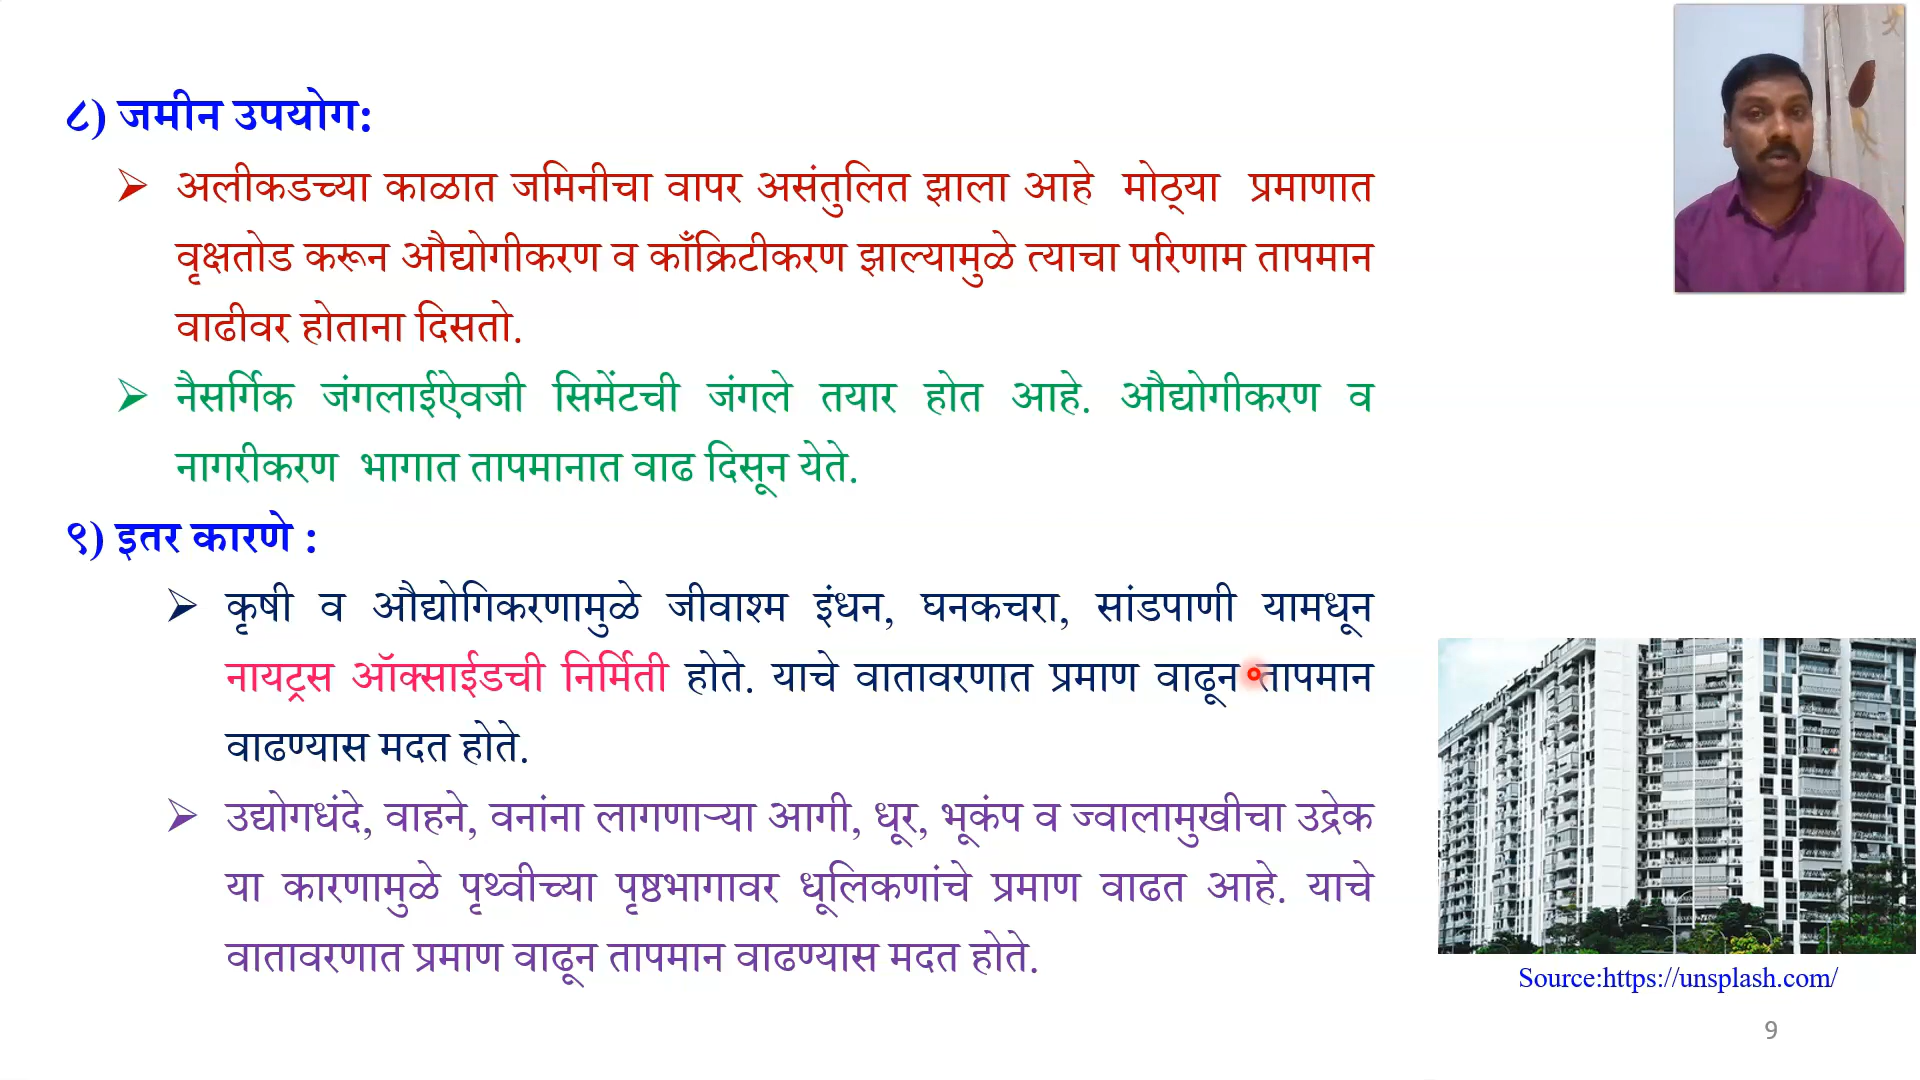 ८) जमीन उपयोग:
➢ अलीकडच्या काळात जमिनीचा वापर असंतुलित झाला आहे मोठ्या प्रमाणात
वृक्षतोड करून औद्योगीकरण व काँक्रिटीकरण झाल्यामुळे त्याचा परिणाम तापमान
वाढीवर होताना दिसतो.
➢ नैसर्गिक जंगलाईऐवजी सिमेंटची जंगले तयार होत आहे. औद्योगीकरण व
नागरीकरण भागात तापमानात वाढ दिसून येते.
९) इतर कारणे :
➢ कृषी व औद्योगिकरणामुळे जीवाश्म इंधन, घनकचरा, सांडपाणी यामधून
नायट्रस ऑक्साईडची निर्मिती होते. याचे वातावरणात प्रमाण वाढून तापमान
वाढण्यास मदत होते.
➢ उद्योगधंदे, वाहने, वनांना लागणाऱ्या आगी, धूर, भूकंप व ज्वालामुखीचा उद्रेक
या कारणामुळे पृथ्वीच्या पृष्ठभागावर धूलिकणांचे प्रमाण वाढत आहे. याचे
वातावरणात प्रमाण वाढून तापमान वाढण्यास मदत होते.
Source:https://unsplash.com/
9